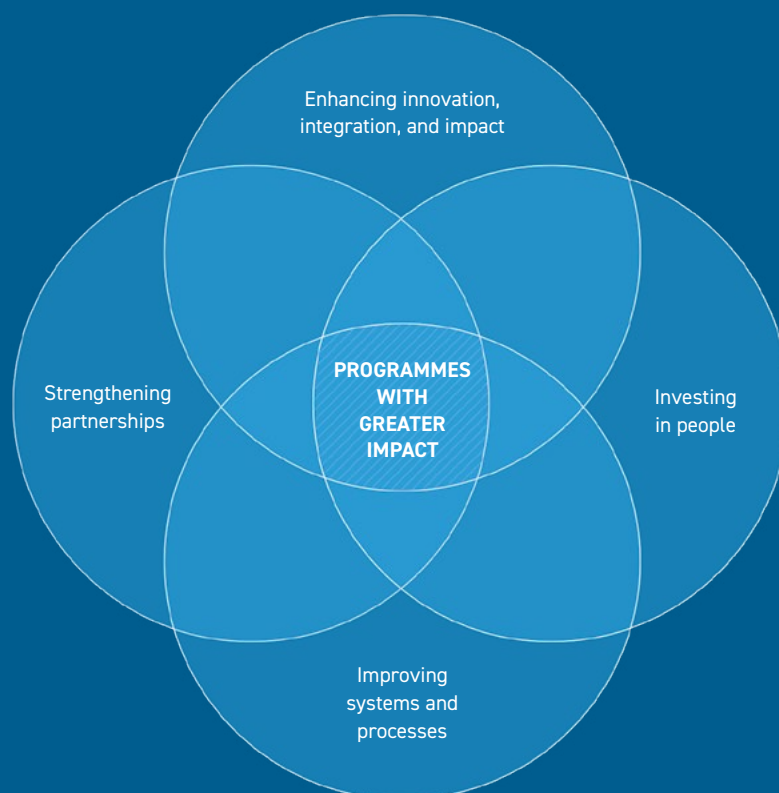 Enhancing innovation,
integration, and impact
Strengthening
partnerships
PROGRAMMES
WITH
GREATER
IMPACT
Investing
in people
Improving
systems and
processes